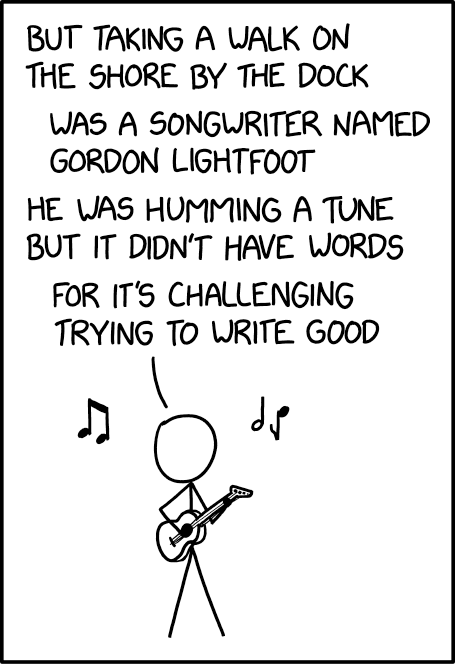 BUT TAKING A WALK ON
THE SHORE BY THE DOCK
WAS A SONGWRITER NAMED
GORDON LIGHTFOOT
HE WAS HUMMING A TUNE
BUT IT DIDN'T HAVE WORDS
FOR IT'S CHALLENGING
TRYING TO WRITE GOOD